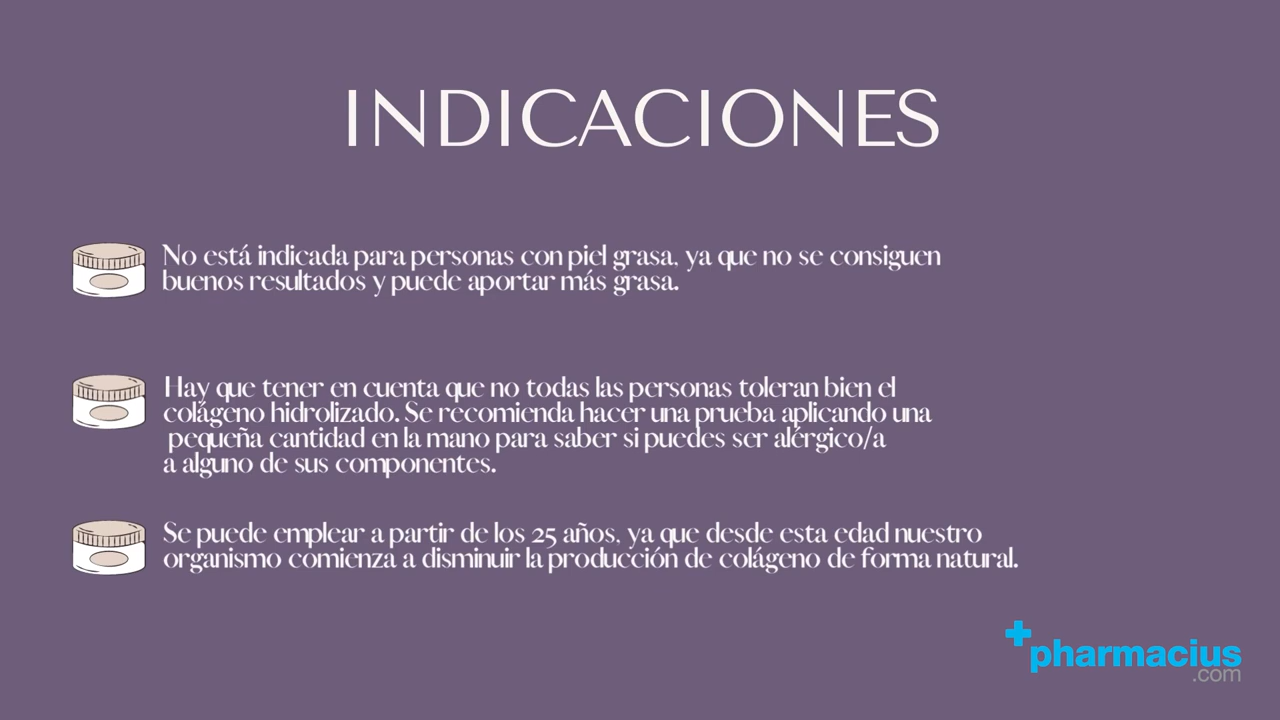 INDICACIONES
No está indicada para personas con piel grasa, ya que no se consiguen
buenos resultados y puede aportar más grasa.
Hay que tener en cuenta que no todas las personas toleran bien el
colágeno hidrolizado. Se recomienda hacer una prueba aplicando una
pequeña cantidad en la mano para saber si puedes ser alérgico/a
a alguno de sus componentes.
Se puede emplear a partir de los 25 años, ya que desde esta edad nuestro
organismo comienza a disminuir la producción de colágeno de forma natural.
pharmacius
.com